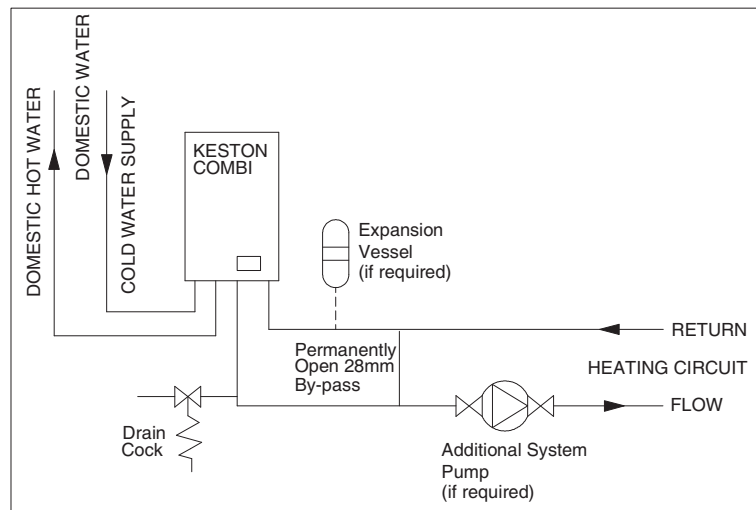 DOMESTIC HOT WATER
DOMESTIC WATER
COLD WATER SUPPLY
KESTON
COMBI
Expansion
Vessel
(if required)
RETURN
Permanently
Open 28mm
By-pass
HEATING CIRCUIT
FLOW
Drain
Cock
Additional System
Pump
(if required)